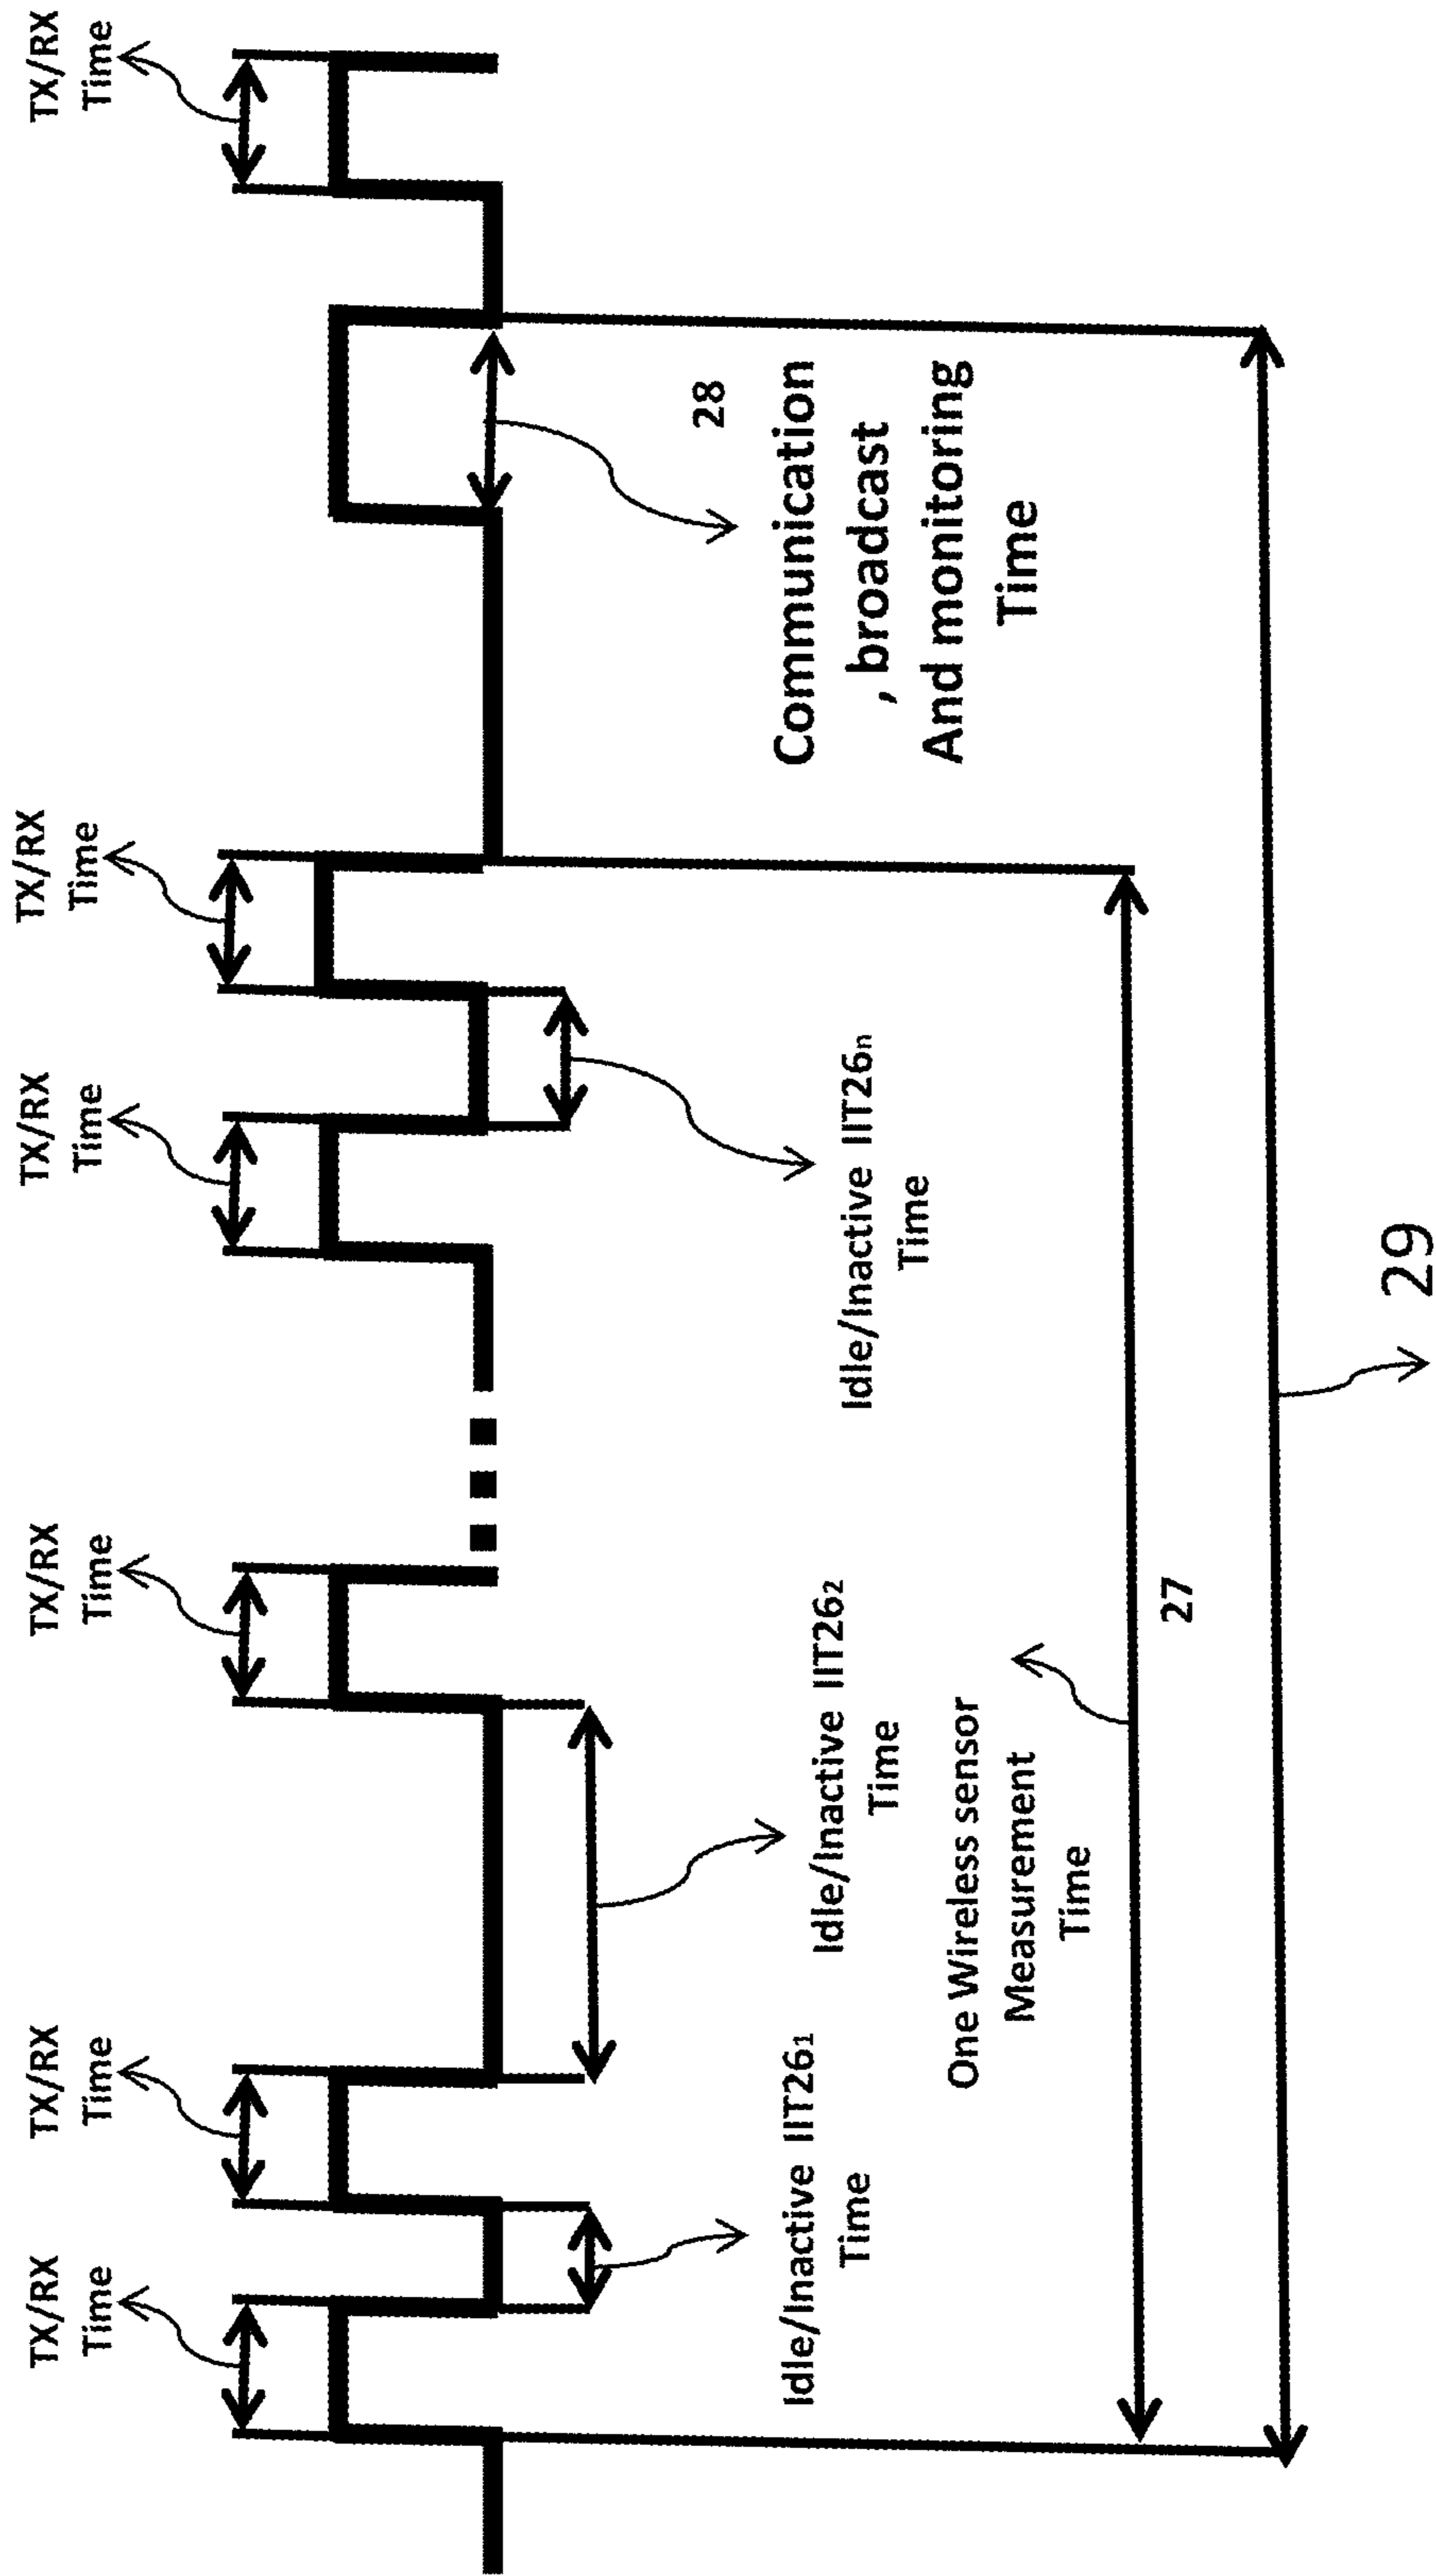 TX/RX
Time
TX/RX
Time
TX/RX
Time
TX/RX
Time
TX/RX
Time
TX/RX
Time
Idle/Inactive IIT26₁
Time
Idle/Inactive IIT26₂
Time
Idle/Inactive IIT26ₙ
Time
28
Communication
, broadcast
And monitoring
Time
One Wireless sensor
Measurement
Time
27
29